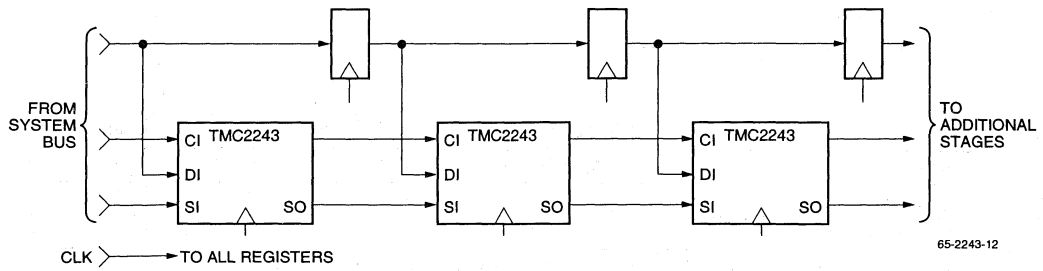 FROM
SYSTEM
BUS
TMC2243
CI
DI
SI
SO
TMC2243
CI
DI
SI
SO
TMC2243
CI
DI
SI
SO
TO
ADDITIONAL
STAGES
CLK
TO ALL REGISTERS
65-2243-12